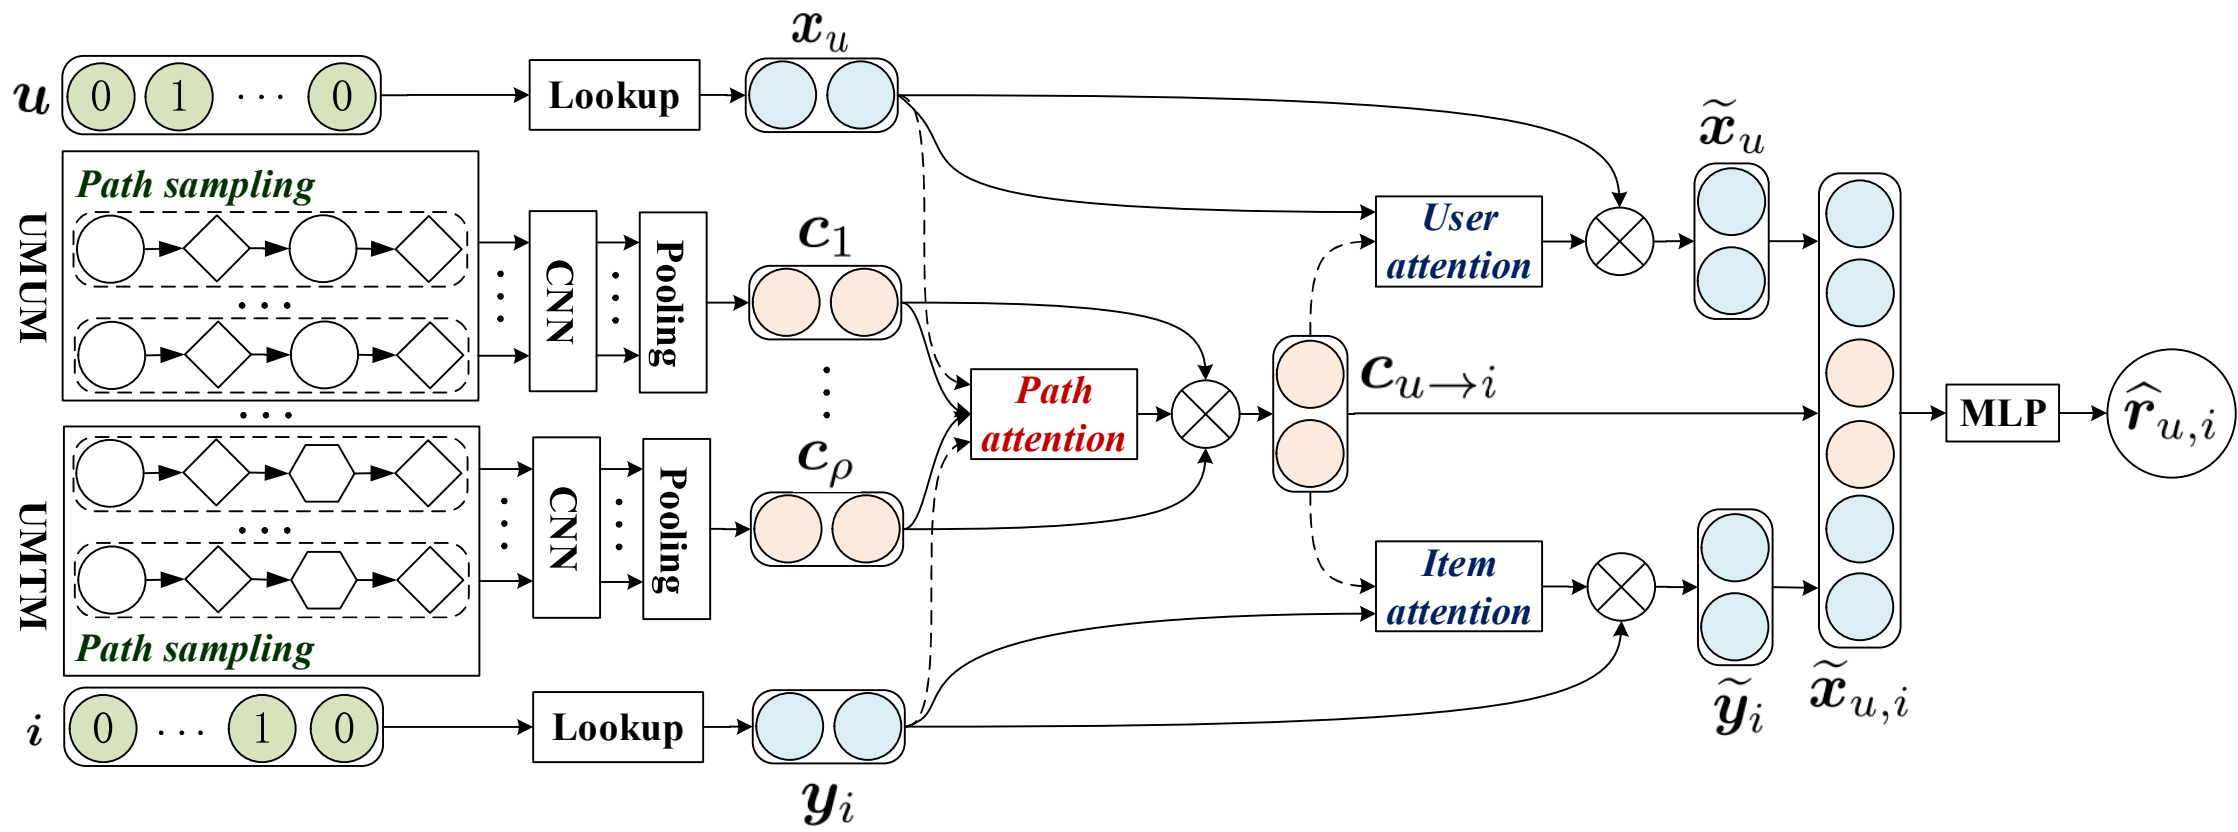 u 0 1 ··· 0 Lookup x_u
Path sampling
UMUM
···
CNN
Pooling
c_1
···
c_ρ
UMTM
···
CNN
Pooling
Path sampling
i 0 ··· 1 0 Lookup y_i
Path
attention
c_{u→i}
User
attention
Item
attention
x̃_u
ỹ_i
x̃_{u,i}
MLP
r̂_{u,i}